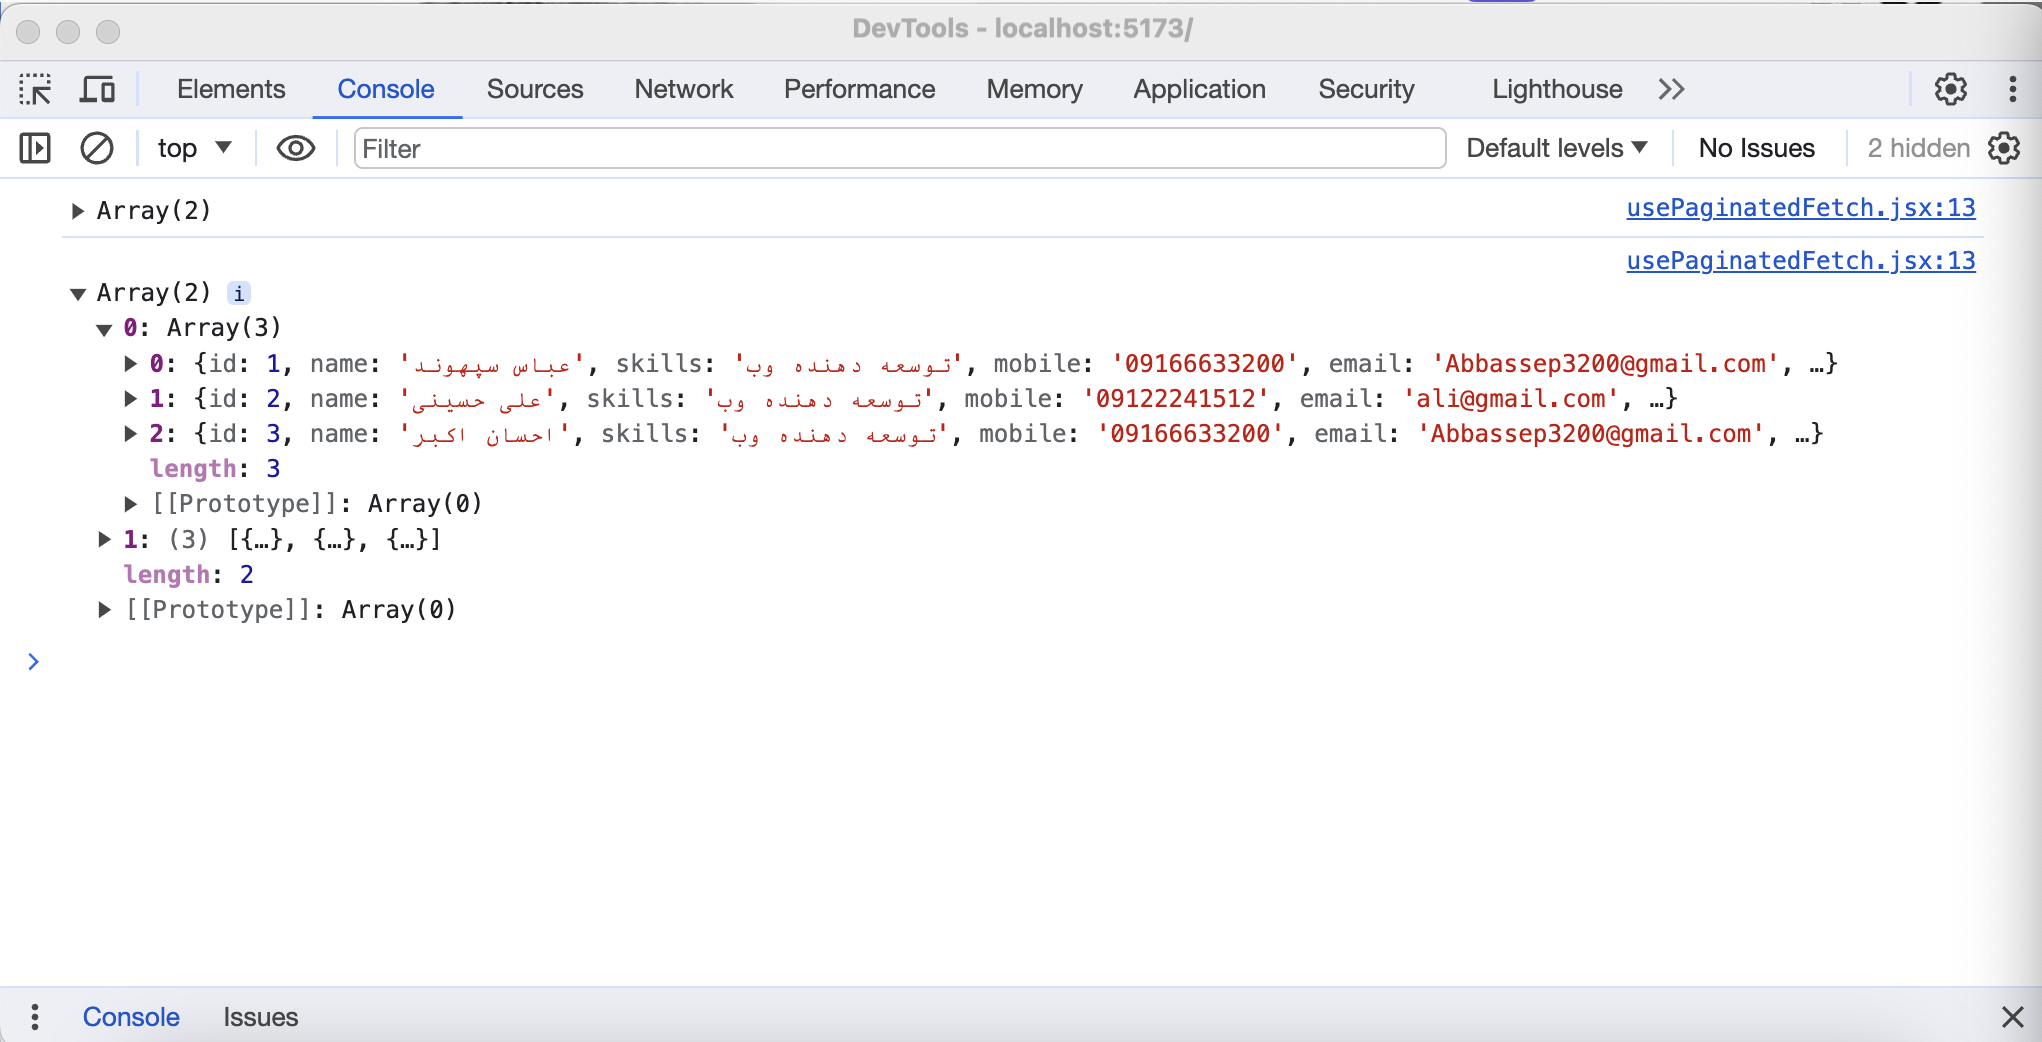 DevTools - localhost:5173/
Elements Console Sources Network Performance Memory Application Security Lighthouse
top Filter Default levels No Issues 2 hidden
Array(2) usePaginatedFetch.jsx:13
usePaginatedFetch.jsx:13
Array(2) i
0: Array(3)
0: {id: 1, name: 'عباس سپهوند', skills: 'توسعه دهنده وب', mobile: '09166633200', email: 'Abbassep3200@gmail.com', …}
1: {id: 2, name: 'علی حسینی', skills: 'توسعه دهنده وب', mobile: '09122241512', email: 'ali@gmail.com', …}
2: {id: 3, name: 'احسان اکبر', skills: 'توسعه دهنده وب', mobile: '09166633200', email: 'Abbassep3200@gmail.com', …}
length: 3
[[Prototype]]: Array(0)
1: (3) [{…}, {…}, {…}]
length: 2
[[Prototype]]: Array(0)
Console Issues